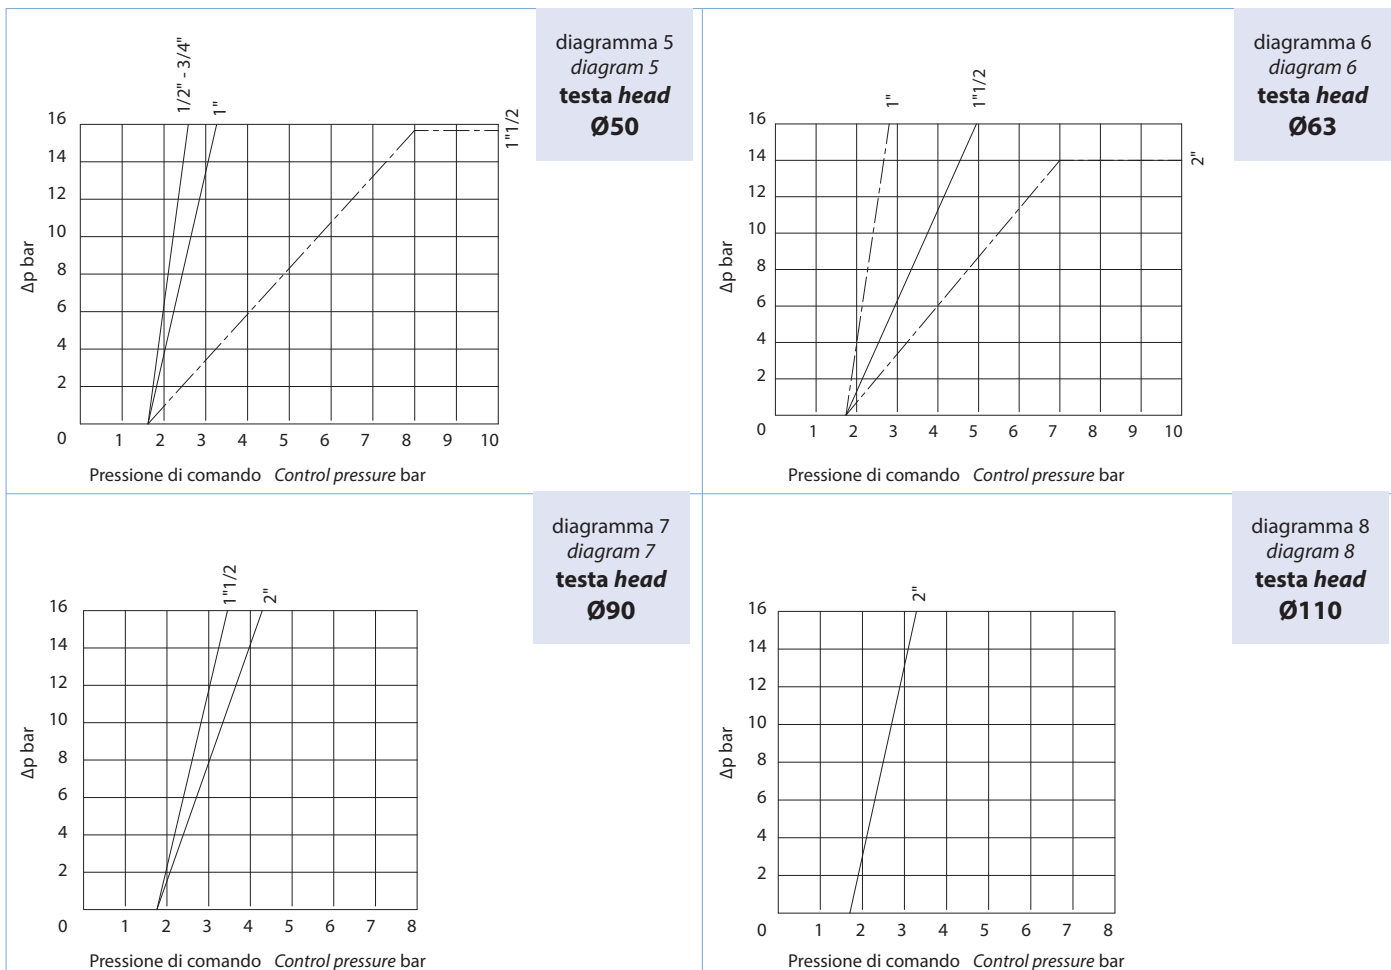 diagramma 5
diagram 5
testa head
Ø50
1/2" - 3/4"
1"
1"1/2
16
14
12
10
8
6
4
2
0
Δp bar
1 2 3 4 5 6 7 8 9 10
Pressione di comando Control pressure bar
diagramma 6
diagram 6
testa head
Ø63
1"
1"1/2
2"
16
14
12
10
8
6
4
2
0
Δp bar
1 2 3 4 5 6 7 8 9 10
Pressione di comando Control pressure bar
diagramma 7
diagram 7
testa head
Ø90
1"1/2
2"
16
14
12
10
8
6
4
2
0
Δp bar
1 2 3 4 5 6 7 8
Pressione di comando Control pressure bar
diagramma 8
diagram 8
testa head
Ø110
2"
16
14
12
10
8
6
4
2
0
Δp bar
1 2 3 4 5 6 7 8
Pressione di comando Control pressure bar